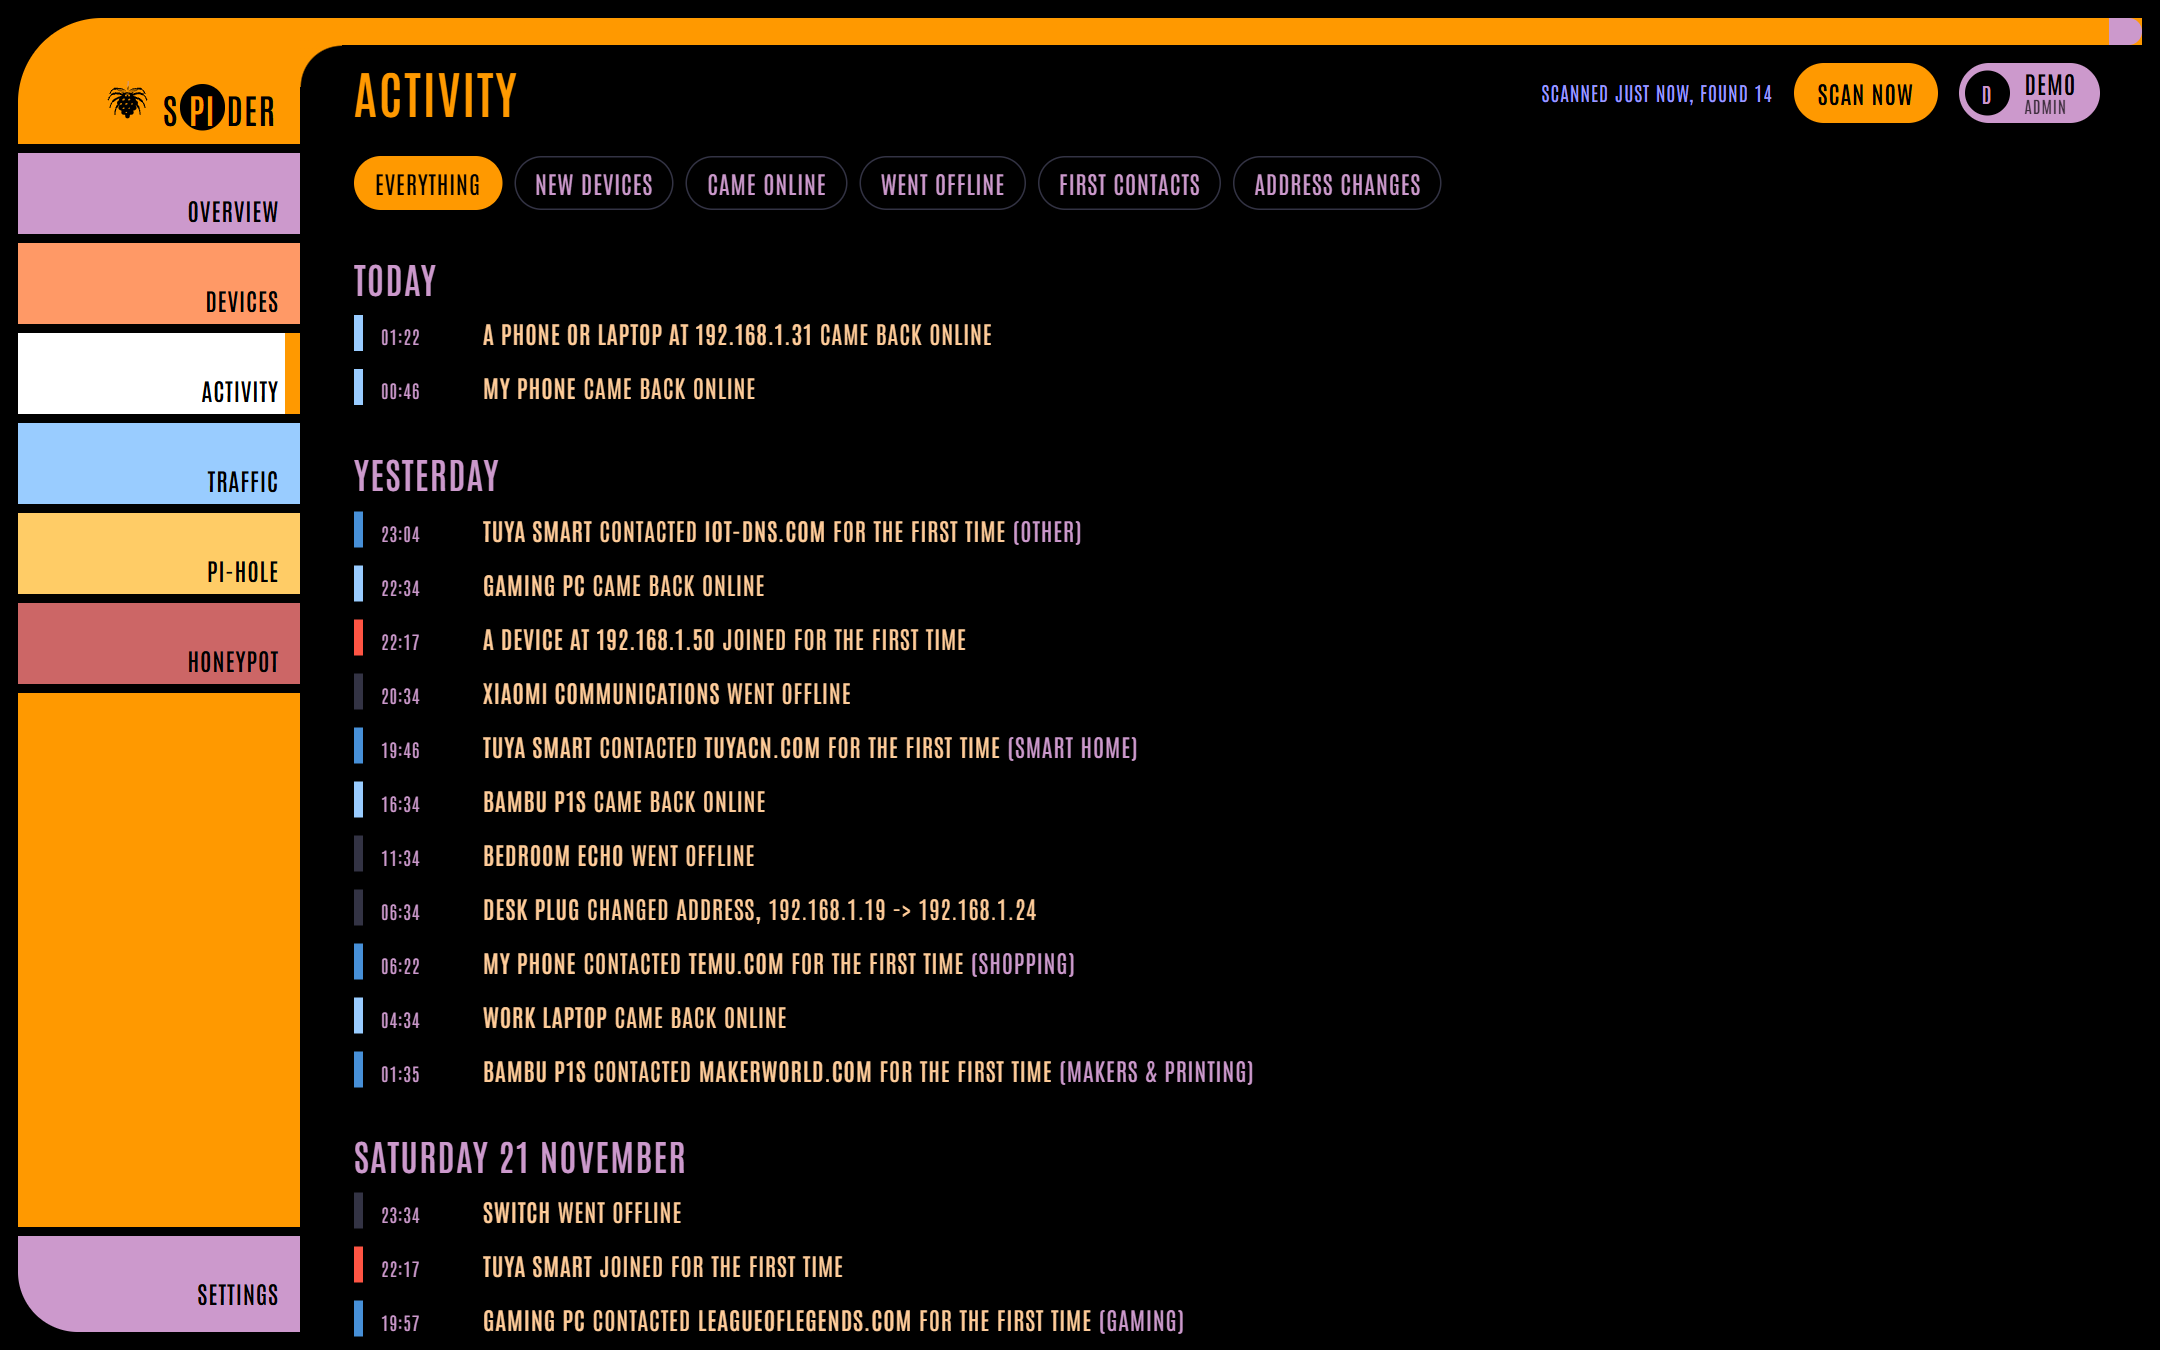 SPIDER
ACTIVITY
SCANNED JUST NOW, FOUND 14
SCAN NOW
D
DEMO
ADMIN
OVERVIEW
DEVICES
ACTIVITY
TRAFFIC
PI-HOLE
HONEYPOT
SETTINGS
EVERYTHING
NEW DEVICES
CAME ONLINE
WENT OFFLINE
FIRST CONTACTS
ADDRESS CHANGES
TODAY
01:22 A PHONE OR LAPTOP AT 192.168.1.31 CAME BACK ONLINE
00:46 MY PHONE CAME BACK ONLINE
YESTERDAY
23:04 TUYA SMART CONTACTED IOT-DNS.COM FOR THE FIRST TIME (OTHER)
22:34 GAMING PC CAME BACK ONLINE
22:17 A DEVICE AT 192.168.1.50 JOINED FOR THE FIRST TIME
20:34 XIAOMI COMMUNICATIONS WENT OFFLINE
19:46 TUYA SMART CONTACTED TUYACN.COM FOR THE FIRST TIME (SMART HOME)
16:34 BAMBU P1S CAME BACK ONLINE
11:34 BEDROOM ECHO WENT OFFLINE
06:34 DESK PLUG CHANGED ADDRESS, 192.168.1.19 -> 192.168.1.24
06:22 MY PHONE CONTACTED TEMU.COM FOR THE FIRST TIME (SHOPPING)
04:34 WORK LAPTOP CAME BACK ONLINE
01:35 BAMBU P1S CONTACTED MAKERWORLD.COM FOR THE FIRST TIME (MAKERS & PRINTING)
SATURDAY 21 NOVEMBER
23:34 SWITCH WENT OFFLINE
22:17 TUYA SMART JOINED FOR THE FIRST TIME
19:57 GAMING PC CONTACTED LEAGUEOFLEGENDS.COM FOR THE FIRST TIME (GAMING)